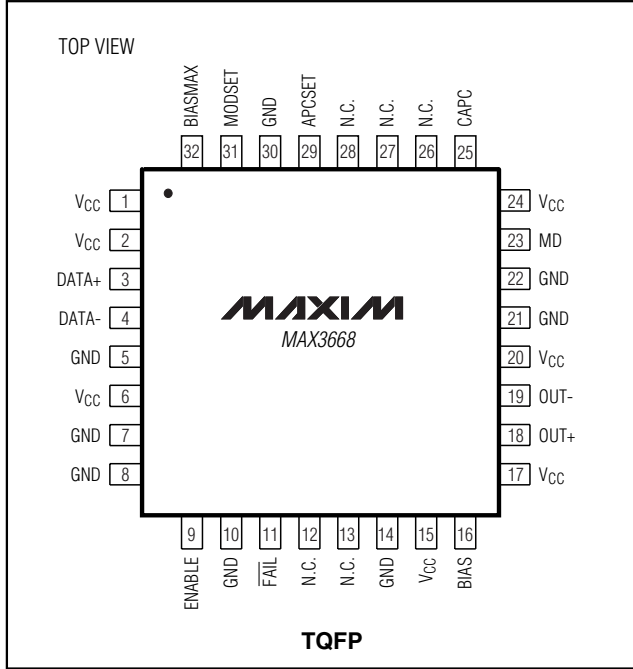 TOP VIEW
BIASMAX
MODSET
GND
APCSET
N.C.
N.C.
N.C.
CAPC
32
31
30
29
28
27
26
25
VCC 1
VCC 2
DATA+ 3
DATA- 4
GND 5
VCC 6
GND 7
GND 8
24 VCC
23 MD
22 GND
21 GND
20 VCC
19 OUT-
18 OUT+
17 VCC
MAXIM
MAX3668
9
10
11
12
13
14
15
16
ENABLE
GND
FAIL
N.C.
N.C.
GND
VCC
BIAS
TQFP